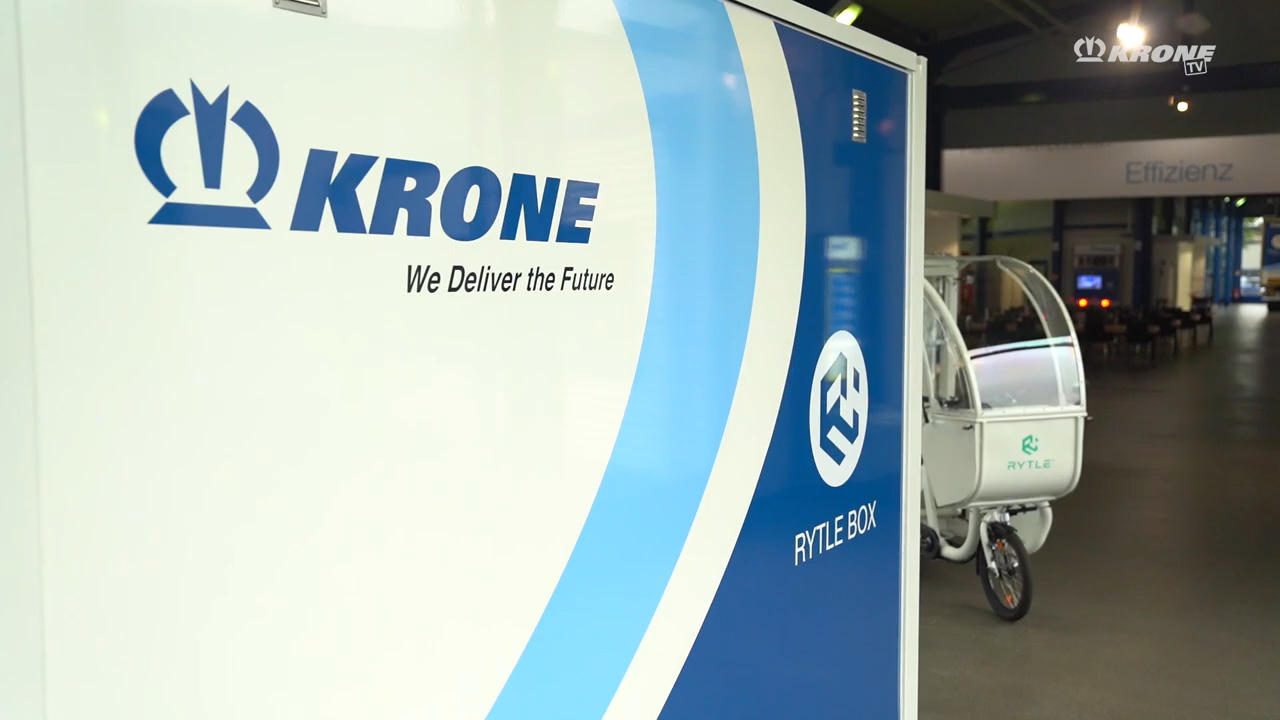 KRONE
We Deliver the Future
RYTLE BOX
KRONE
TV
Effizienz
RYTLE